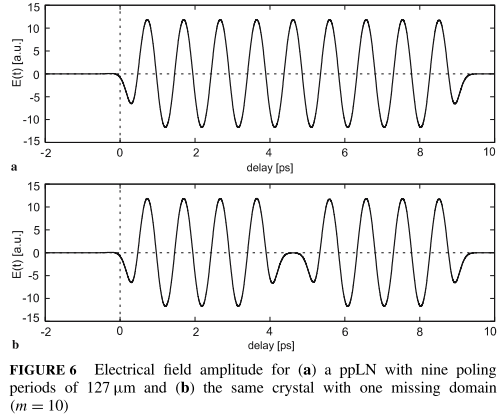 15
10
5
0
-5
-10
-15
E(t) [a.u.]
-2 0 2 4 6 8 10
a delay [ps]
15
10
5
0
-5
-10
-15
E(t) [a.u.]
-2 0 2 4 6 8 10
b delay [ps]
FIGURE 6 Electrical field amplitude for (a) a ppLN with nine poling
periods of 127 μm and (b) the same crystal with one missing domain
(m = 10)